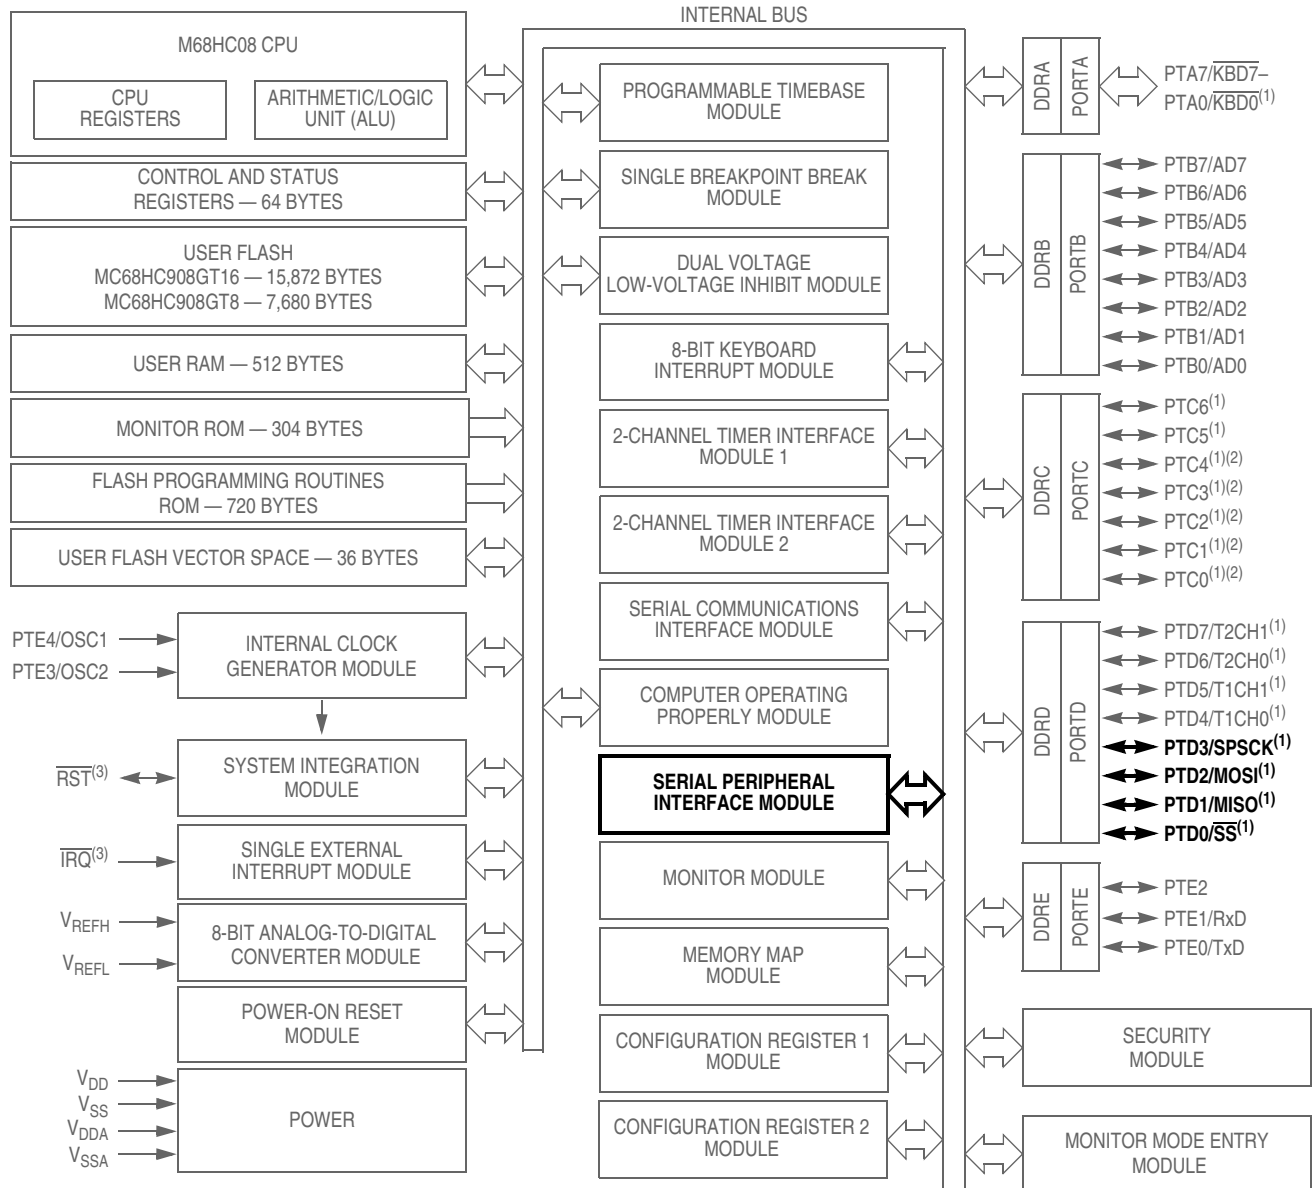 INTERNAL BUS
M68HC08 CPU
CPU
REGISTERS
ARITHMETIC/LOGIC
UNIT (ALU)
CONTROL AND STATUS
REGISTERS — 64 BYTES
USER FLASH
MC68HC908GT16 — 15,872 BYTES
MC68HC908GT8 — 7,680 BYTES
USER RAM — 512 BYTES
MONITOR ROM — 304 BYTES
FLASH PROGRAMMING ROUTINES
ROM — 720 BYTES
USER FLASH VECTOR SPACE — 36 BYTES
PTE4/OSC1
PTE3/OSC2
INTERNAL CLOCK
GENERATOR MODULE
RST(3)
SYSTEM INTEGRATION
MODULE
IRQ(3)
SINGLE EXTERNAL
INTERRUPT MODULE
VREFH
VREFL
8-BIT ANALOG-TO-DIGITAL
CONVERTER MODULE
POWER-ON RESET
MODULE
VDD
VSS
VDDA
VSSA
POWER
PROGRAMMABLE TIMEBASE
MODULE
SINGLE BREAKPOINT BREAK
MODULE
DUAL VOLTAGE
LOW-VOLTAGE INHIBIT MODULE
8-BIT KEYBOARD
INTERRUPT MODULE
2-CHANNEL TIMER INTERFACE
MODULE 1
2-CHANNEL TIMER INTERFACE
MODULE 2
SERIAL COMMUNICATIONS
INTERFACE MODULE
COMPUTER OPERATING
PROPERLY MODULE
SERIAL PERIPHERAL
INTERFACE MODULE
MONITOR MODULE
MEMORY MAP
MODULE
CONFIGURATION REGISTER 1
MODULE
CONFIGURATION REGISTER 2
MODULE
DDRA
PORTA
PTA7/KBD7–
PTA0/KBD0(1)
DDRB
PORTB
PTB7/AD7
PTB6/AD6
PTB5/AD5
PTB4/AD4
PTB3/AD3
PTB2/AD2
PTB1/AD1
PTB0/AD0
DDRC
PORTC
PTC6(1)
PTC5(1)
PTC4(1)(2)
PTC3(1)(2)
PTC2(1)(2)
PTC1(1)(2)
PTC0(1)(2)
DDRD
PORTD
PTD7/T2CH1(1)
PTD6/T2CH0(1)
PTD5/T1CH1(1)
PTD4/T1CH0(1)
PTD3/SPSCK(1)
PTD2/MOSI(1)
PTD1/MISO(1)
PTD0/SS(1)
DDRE
PORTE
PTE2
PTE1/RxD
PTE0/TxD
SECURITY
MODULE
MONITOR MODE ENTRY
MODULE